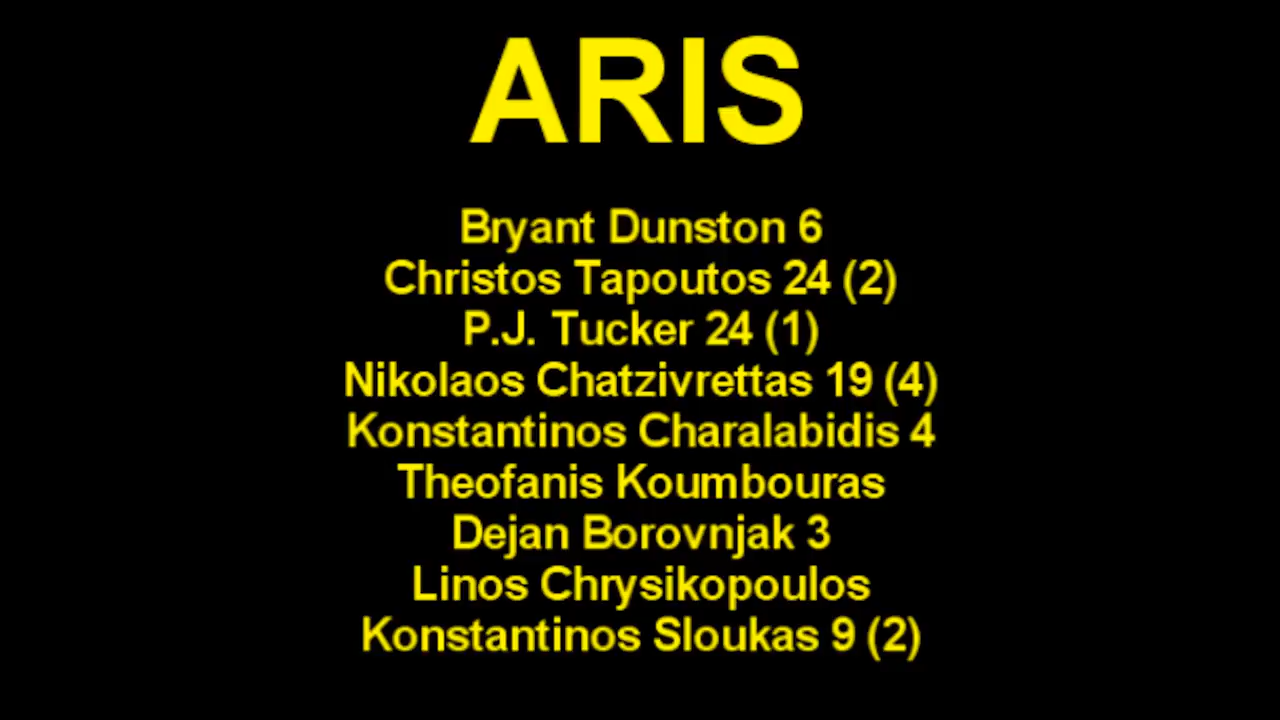 ARIS
Bryant Dunston 6
Christos Tapoutos 24 (2)
P.J. Tucker 24 (1)
Nikolaos Chatzivrettas 19 (4)
Konstantinos Charalabidis 4
Theofanis Koumbouras
Dejan Borovnjak 3
Linos Chrysikopoulos
Konstantinos Sloukas 9 (2)